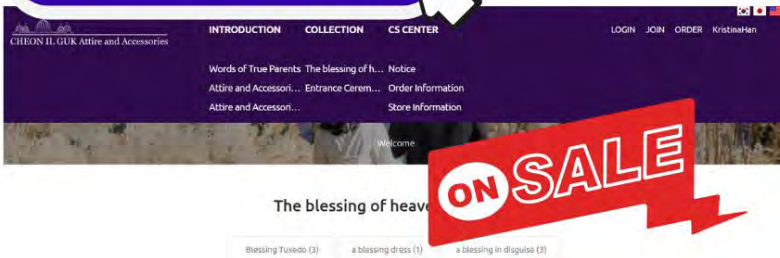 CHEON IL GUK Attire and Accessories
INTRODUCTION COLLECTION CS CENTER
LOGIN JOIN ORDER KristinaHan
Words of True Parents The blessing of h... Notice
Attire and Accessori... Entrance Cerem... Order Information
Attire and Accessori... Store Information
Welcome
ON SALE
The blessing of heave
Blessing Tuxedo (3) a blessing dress (1) a blessing in disguise (3)